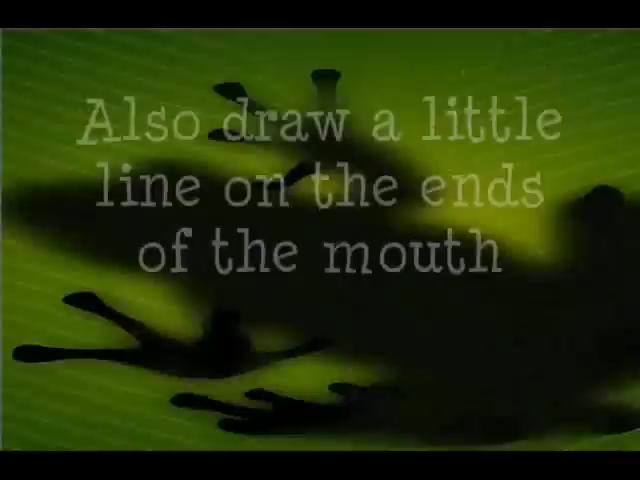 Also draw a little
line on the ends
of the mouth